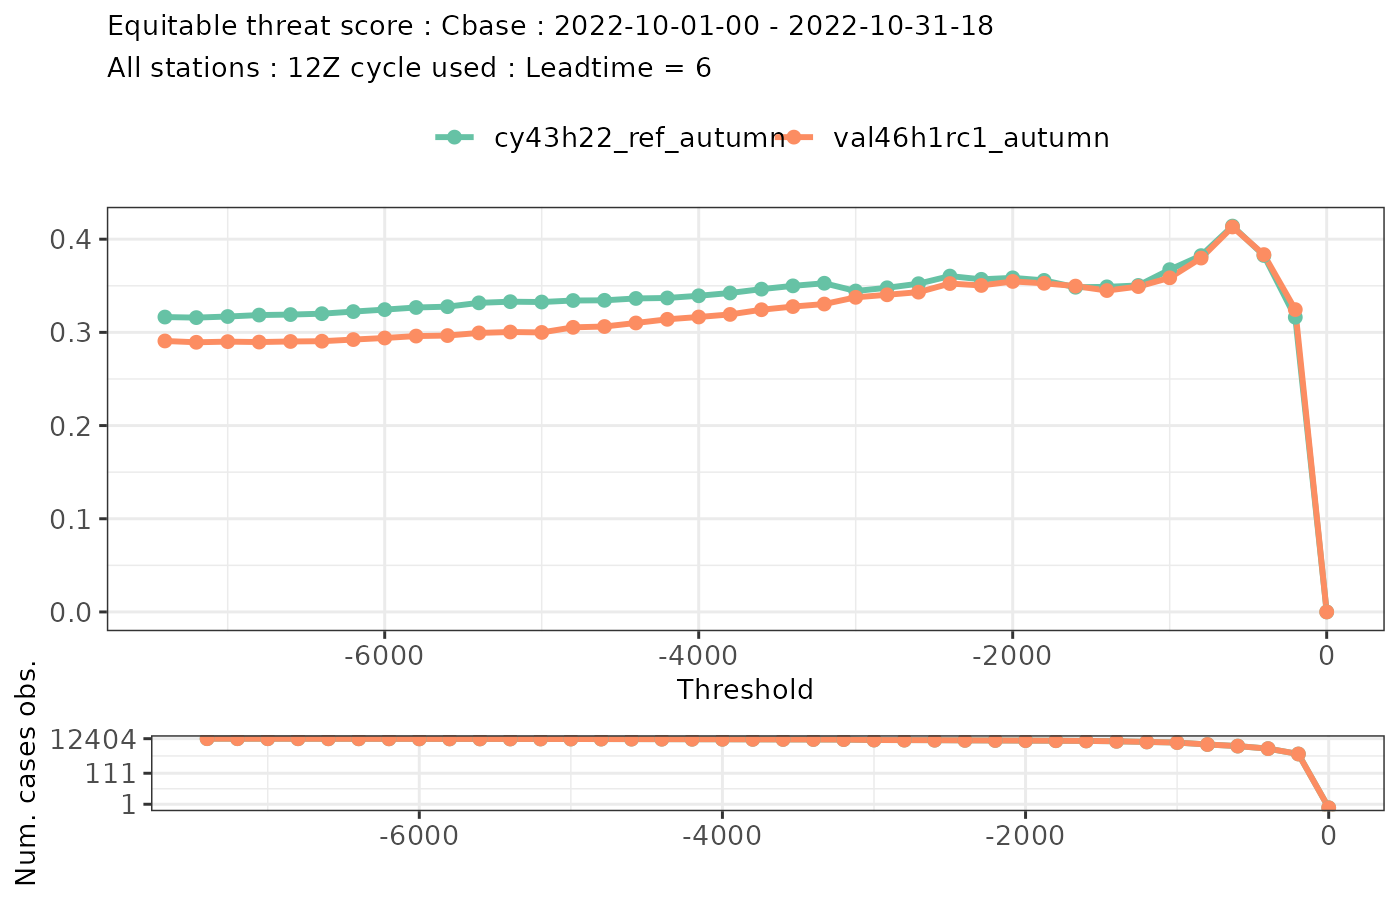 Equitable threat score : Cbase : 2022-10-01-00 - 2022-10-31-18
All stations : 12Z cycle used : Leadtime = 6
cy43h22_ref_autumn val46h1rc1_autumn
0.4
0.3
0.2
0.1
0.0
-6000 -4000 -2000 0
Threshold
Num. cases obs.
12404
111
1
-6000 -4000 -2000 0